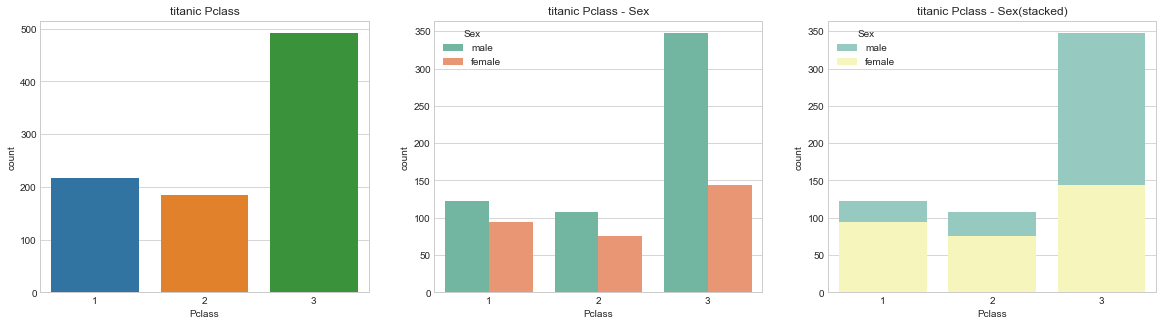 titanic Pclass
500
400
300
200
100
0
count
1 2 3
Pclass
titanic Pclass - Sex
350
300
250
200
150
100
50
0
count
Sex
male
female
1 2 3
Pclass
titanic Pclass - Sex(stacked)
350
300
250
200
150
100
50
0
count
Sex
male
female
1 2 3
Pclass